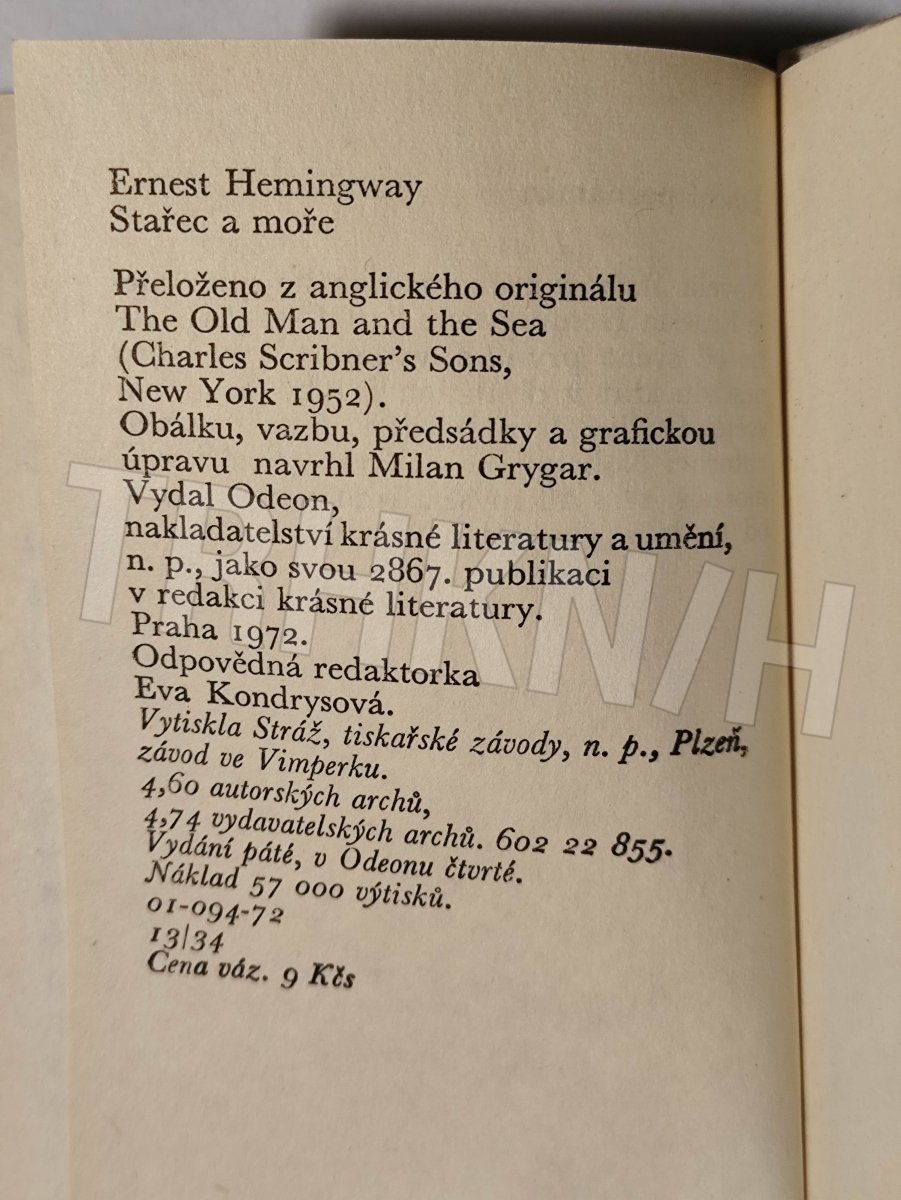 Ernest Hemingway
Stařec a moře
Přeloženo z anglického originálu
The Old Man and the Sea
(Charles Scribner's Sons,
New York 1952).
Obálku, vazbu, předsádky a grafickou
úpravu navrhl Milan Grygar.
Vydal Odeon,
nakladatelství krásné literatury a umění,
n. p., jako svou 2867. publikaci
v redakci krásné literatury.
Praha 1972.
Odpovědná redaktorka
Eva Kondrysová.
Vytiskla Stráž, tiskařské závody, n. p., Plzeň,
závod ve Vimperku.
4,60 autorských archů,
4,74 vydavatelských archů. 602 22 855.
Vydání páté, v Odeonu čtvrté.
Náklad 57 000 výtisků.
01-094-72
13/34
Cena váz. 9 Kčs